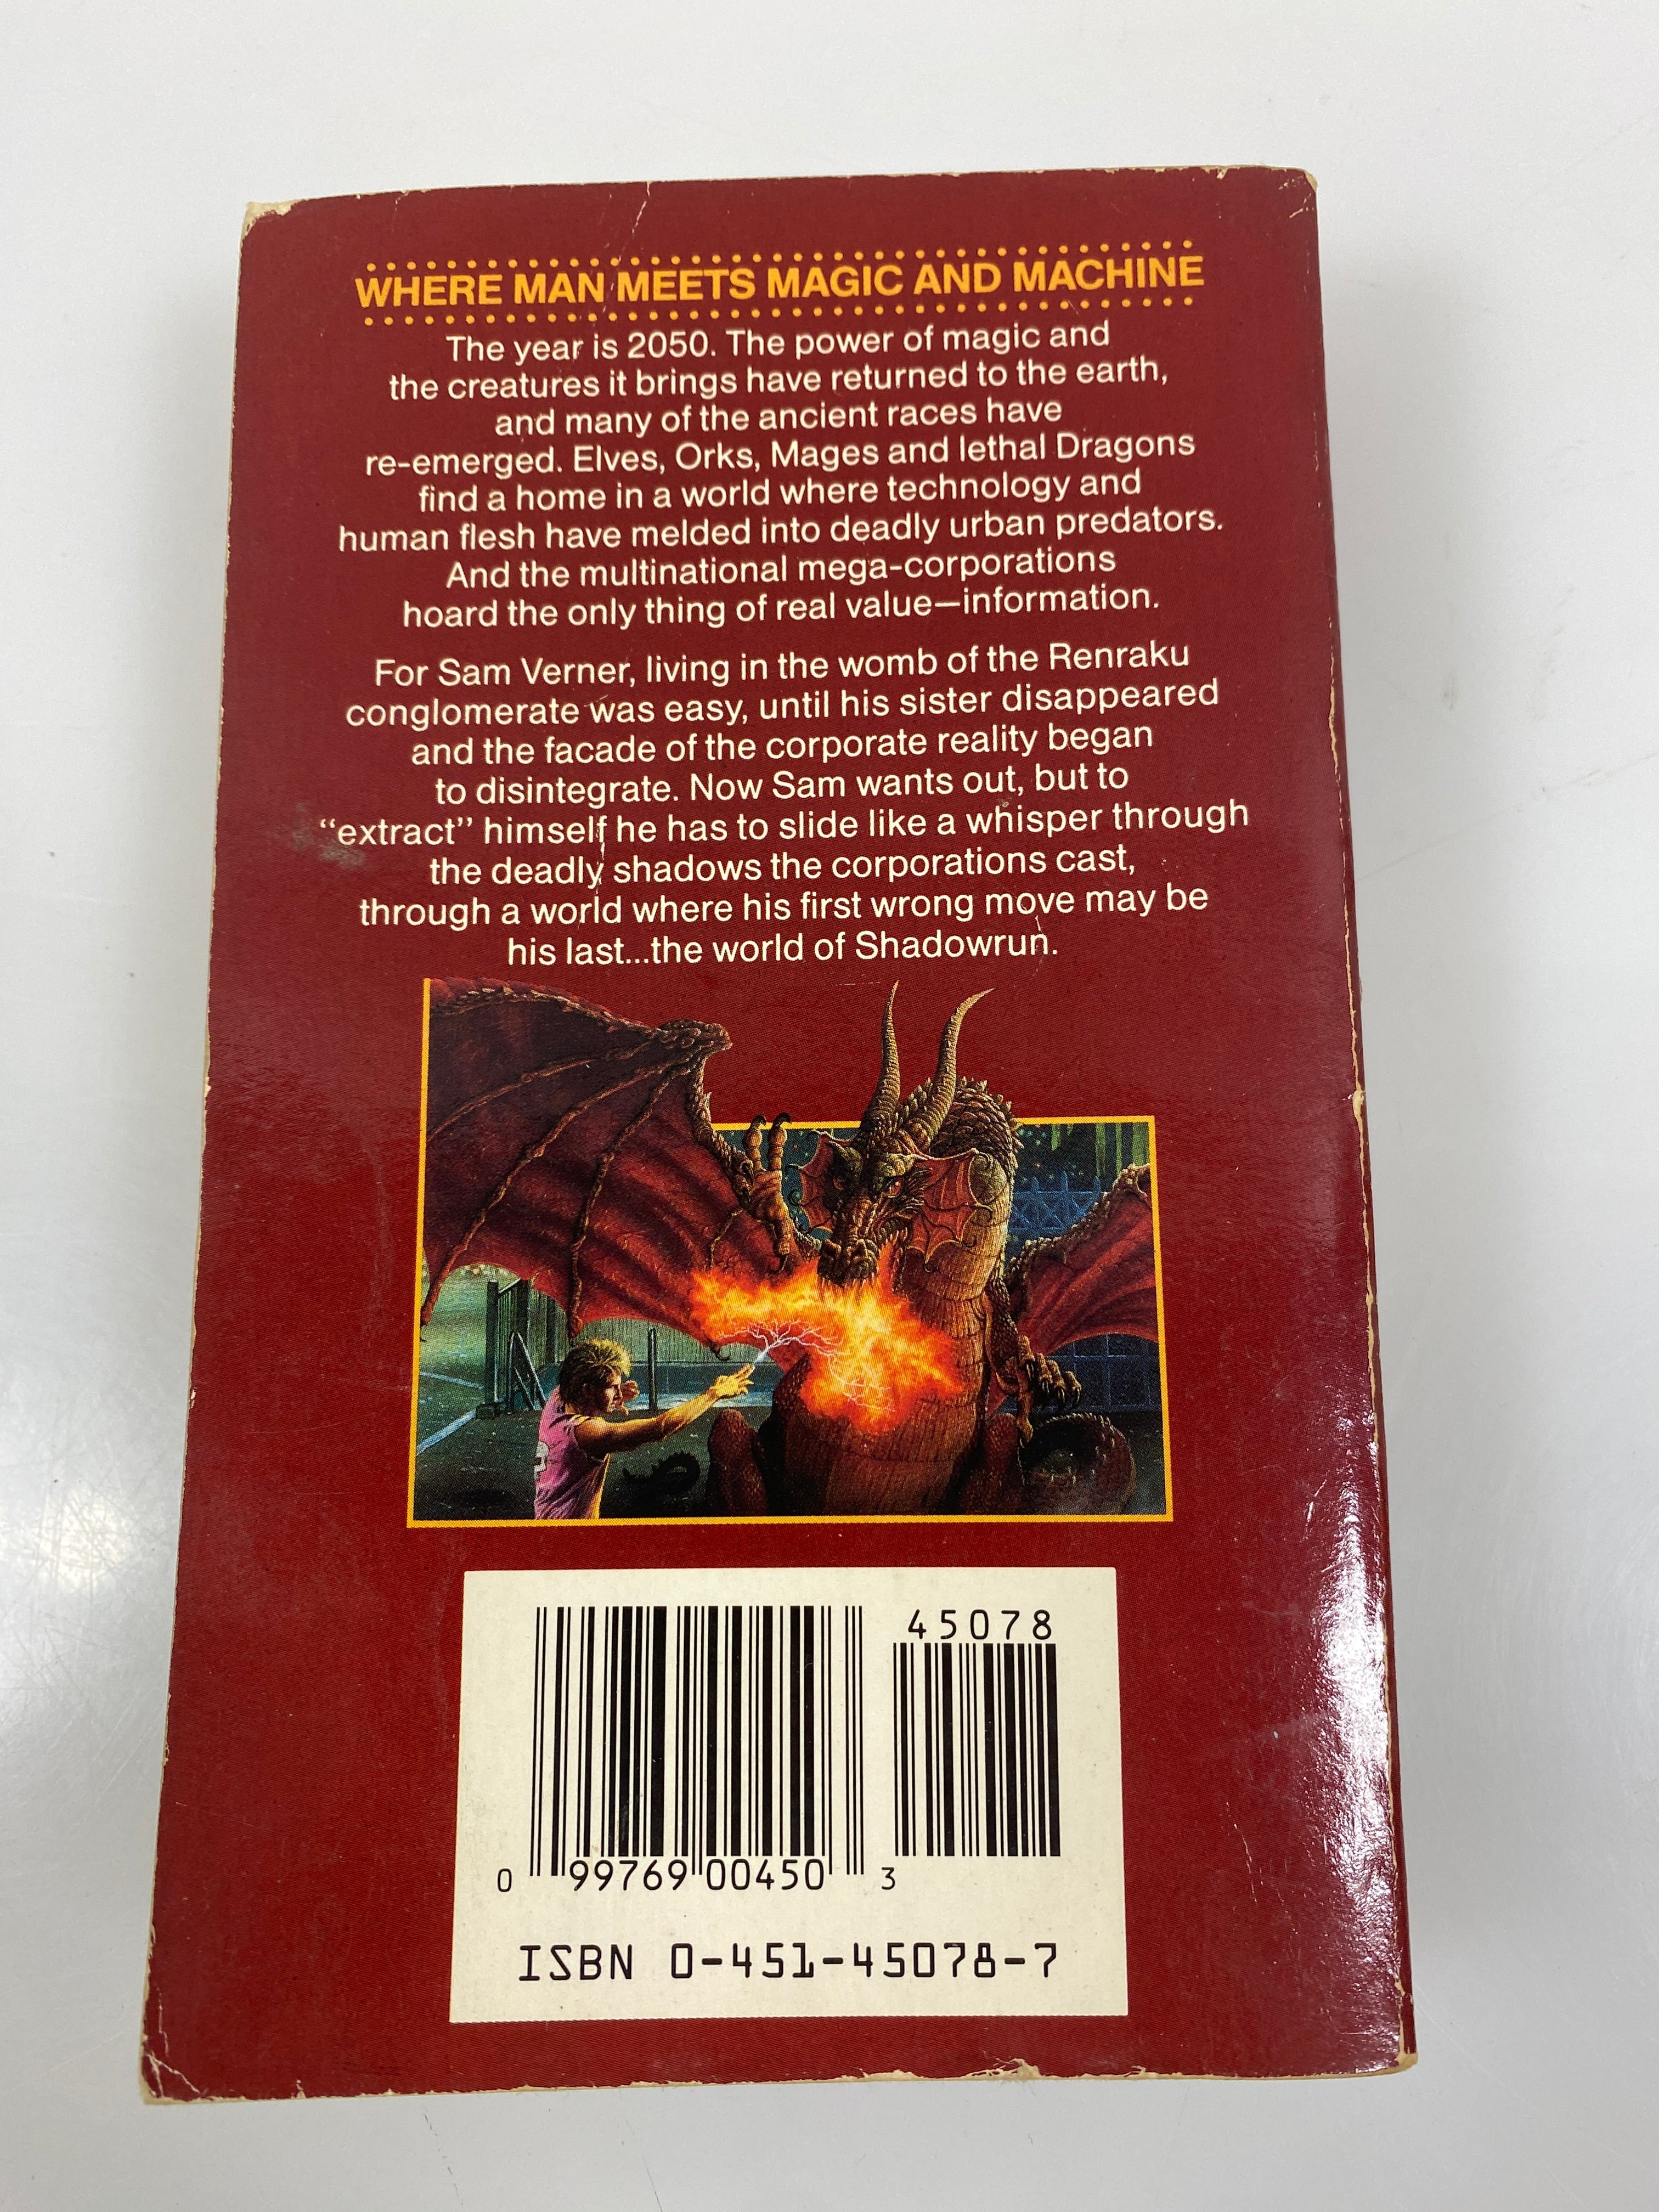 WHERE MAN MEETS MAGIC AND MACHINE
The year is 2050. The power of magic and
the creatures it brings have returned to the earth,
and many of the ancient races have
re-emerged. Elves, Orks, Mages and lethal Dragons
find a home in a world where technology and
human flesh have melded into deadly urban predators.
And the multinational mega-corporations
hoard the only thing of real value—information.
For Sam Verner, living in the womb of the Renraku
conglomerate was easy, until his sister disappeared
and the facade of the corporate reality began
to disintegrate. Now Sam wants out, but to
“extract” himself he has to slide like a whisper through
the deadly shadows the corporations cast,
through a world where his first wrong move may be
his last...the world of Shadowrun.
45078
0 99769 00450 3
ISBN 0-451-45078-7